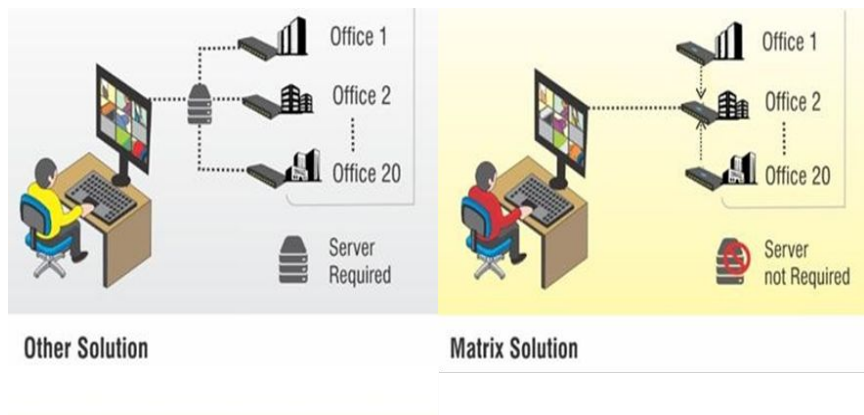 Office 1
Office 2
Office 20
Server
Required
Other Solution
Office 1
Office 2
Office 20
Server
not Required
Matrix Solution